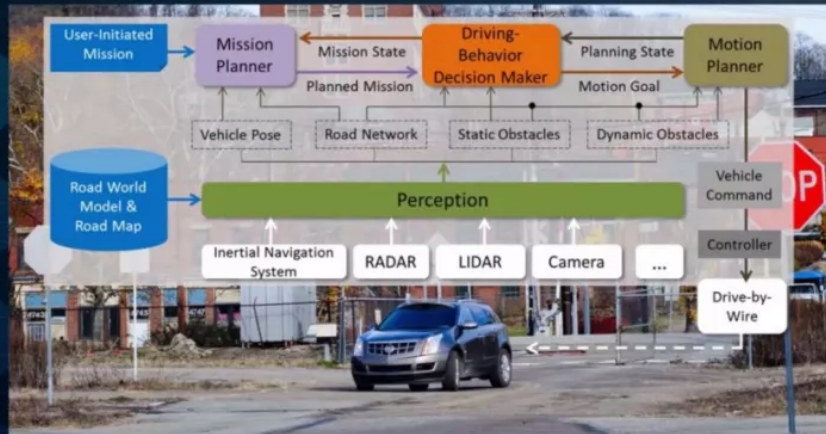 User-Initiated
Mission
Mission
Planner
Mission State
Planned Mission
Driving-
Behavior
Decision Maker
Planning State
Motion Goal
Motion
Planner
Vehicle Pose
Road Network
Static Obstacles
Dynamic Obstacles
Road World
Model &
Road Map
Perception
Vehicle
Command
OP
Inertial Navigation
System
RADAR
LIDAR
Camera
...
Controller
Drive-by-
Wire